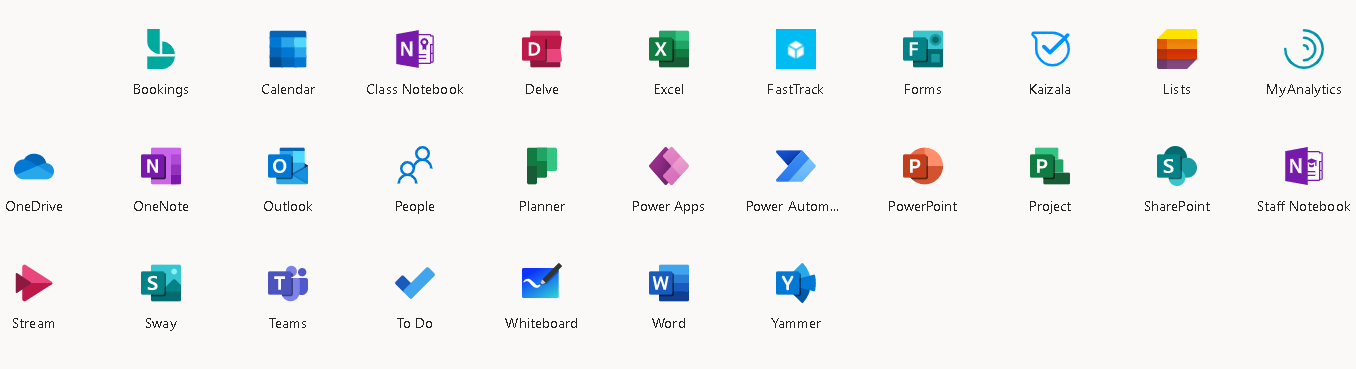 Bookings
Calendar
Class Notebook
Delve
Excel
FastTrack
Forms
Kaizala
Lists
MyAnalytics
OneDrive
OneNote
Outlook
People
Planner
Power Apps
Power Autom...
PowerPoint
Project
SharePoint
Staff Notebook
Stream
Sway
Teams
To Do
Whiteboard
Word
Yammer